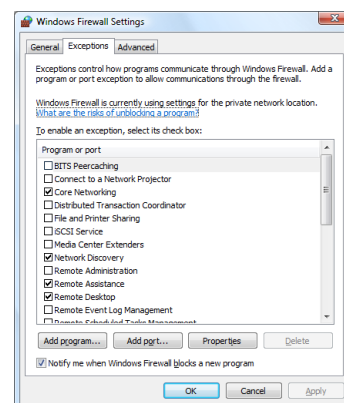 Windows Firewall Settings
General Exceptions Advanced
Exceptions control how programs communicate through Windows Firewall. Add a
program or port exception to allow communications through the firewall.
Windows Firewall is currently using settings for the private network location.
What are the risks of unblocking a program?
To enable an exception, select its check box:
Program or port
BITS Peercaching
Connect to a Network Projector
Core Networking
Distributed Transaction Coordinator
File and Printer Sharing
iSCSI Service
Media Center Extenders
Network Discovery
Remote Administration
Remote Assistance
Remote Desktop
Remote Event Log Management
Remote Scheduled Tasks Management
Add program... Add port... Properties Delete
Notify me when Windows Firewall blocks a new program
OK Cancel Apply